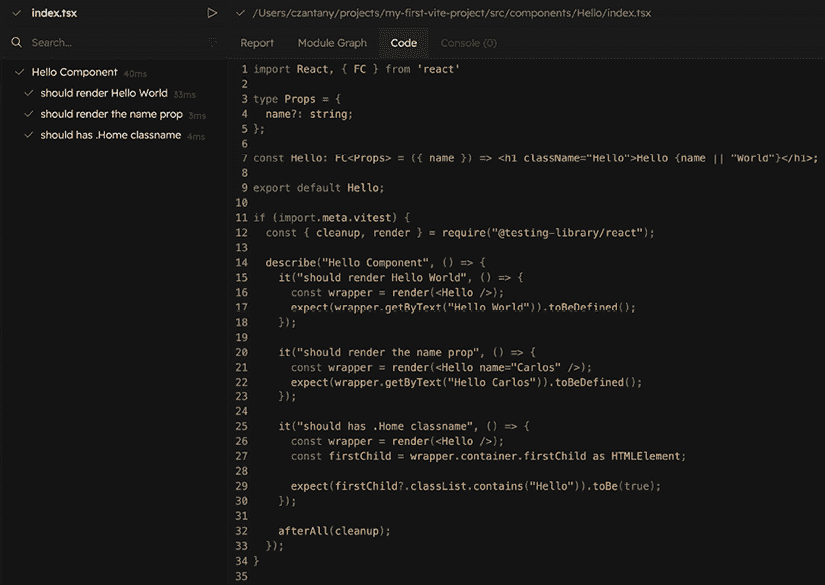 index.tsx
/Users/czantany/projects/my-first-vite-project/src/components/Hello/index.tsx
Search...
Report Module Graph Code Console (0)
Hello Component 40ms
should render Hello World 33ms
should render the name prop 3ms
should has .Home classname 4ms
1 import React, { FC } from 'react'
2
3 type Props = {
4   name?: string;
5 };
6
7 const Hello: FC<Props> = ({ name }) => <h1 className="Hello">Hello {name || "World"}</h1>;
8
9 export default Hello;
10
11 if (import.meta.vitest) {
12   const { cleanup, render } = require("@testing-library/react");
13
14   describe("Hello Component", () => {
15     it("should render Hello World", () => {
16       const wrapper = render(<Hello />);
17       expect(wrapper.getByText("Hello World")).toBeDefined();
18     });
19
20     it("should render the name prop", () => {
21       const wrapper = render(<Hello name="Carlos" />);
22       expect(wrapper.getByText("Hello Carlos")).toBeDefined();
23     });
24
25     it("should has .Home classname", () => {
26       const wrapper = render(<Hello />);
27       const firstChild = wrapper.container.firstChild as HTMLElement;
28
29       expect(firstChild?.classList.contains("Hello")).toBe(true);
30     });
31
32     afterAll(cleanup);
33   });
34 }
35